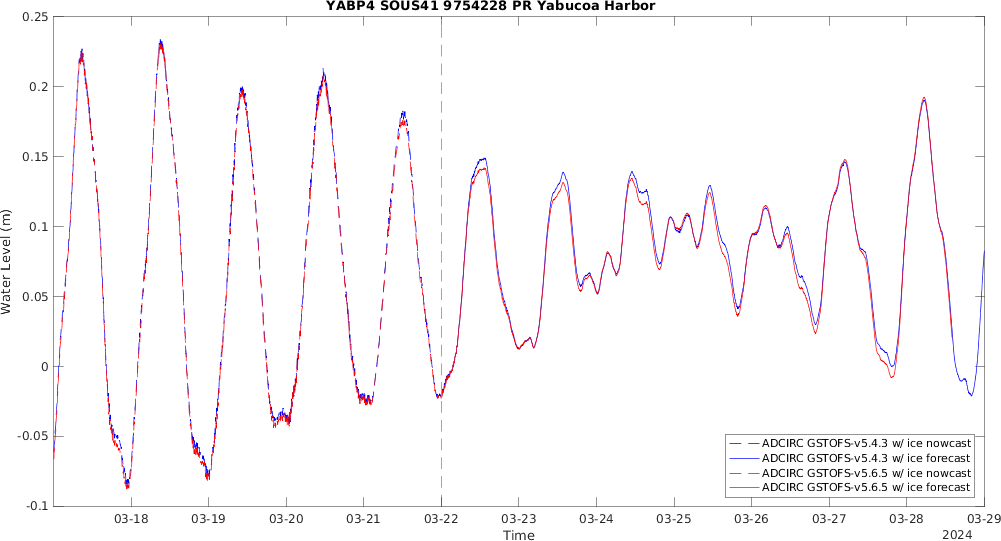 YABP4 SOUS41 9754228 PR Yabucoa Harbor
0.25
0.2
0.15
0.1
0.05
0
-0.05
-0.1
Water Level (m)
03-18 03-19 03-20 03-21 03-22 03-23 03-24 03-25 03-26 03-27 03-28 03-29
Time
2024
ADCIRC GSTOFS-v5.4.3 w/ ice nowcast
ADCIRC GSTOFS-v5.4.3 w/ ice forecast
ADCIRC GSTOFS-v5.6.5 w/ ice nowcast
ADCIRC GSTOFS-v5.6.5 w/ ice forecast